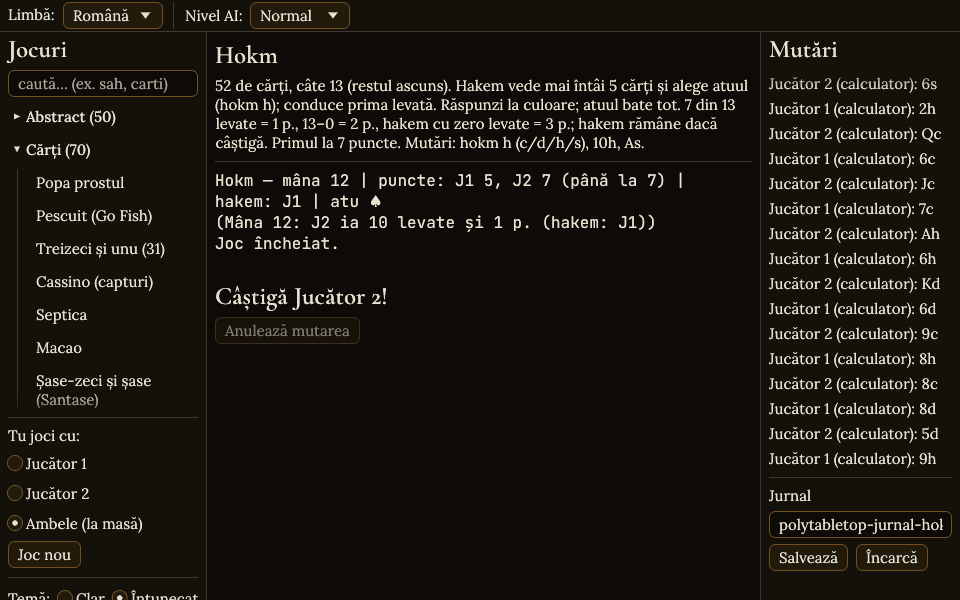 Limbă: Română ▼ Nivel AI: Normal ▼
Jocuri
caută... (ex. sah, carti)
▸ Abstract (50)
▾ Cărți (70)
Popa prostul
Pescuit (Go Fish)
Treizeci și unu (31)
Cassino (capturi)
Septica
Macao
Șase-zeci și șase
(Santase)
Tu joci cu:
Jucător 1
Jucător 2
Ambele (la masă)
Joc nou
Temă: Clar Întunecat
Hokm
52 de cărți, câte 13 (restul ascuns). Hakem vede mai întâi 5 cărți și alege atuul
(hokm h); conduce prima levată. Răspunzi la culoare; atuul bate tot. 7 din 13
levate = 1 p., 13–0 = 2 p., hakem cu zero levate = 3 p.; hakem rămâne dacă
câștigă. Primul la 7 puncte. Mutări: hokm h (c/d/h/s), 10h, As.
Hokm — mâna 12 | puncte: J1 5, J2 7 (până la 7) |
hakem: J1 | atu ♠
(Mâna 12: J2 ia 10 levate și 1 p. (hakem: J1))
Joc încheiat.
Câștigă Jucător 2!
Anulează mutarea
Mutări
Jucător 2 (calculator): 6s
Jucător 1 (calculator): 2h
Jucător 2 (calculator): Qc
Jucător 1 (calculator): 6c
Jucător 2 (calculator): Jc
Jucător 1 (calculator): 7c
Jucător 2 (calculator): Ah
Jucător 1 (calculator): 6h
Jucător 2 (calculator): Kd
Jucător 1 (calculator): 6d
Jucător 2 (calculator): 9c
Jucător 1 (calculator): 8h
Jucător 2 (calculator): 8c
Jucător 1 (calculator): 8d
Jucător 2 (calculator): 5d
Jucător 1 (calculator): 9h
Jurnal
polytabletop-jurnal-hok
Salvează Încarcă